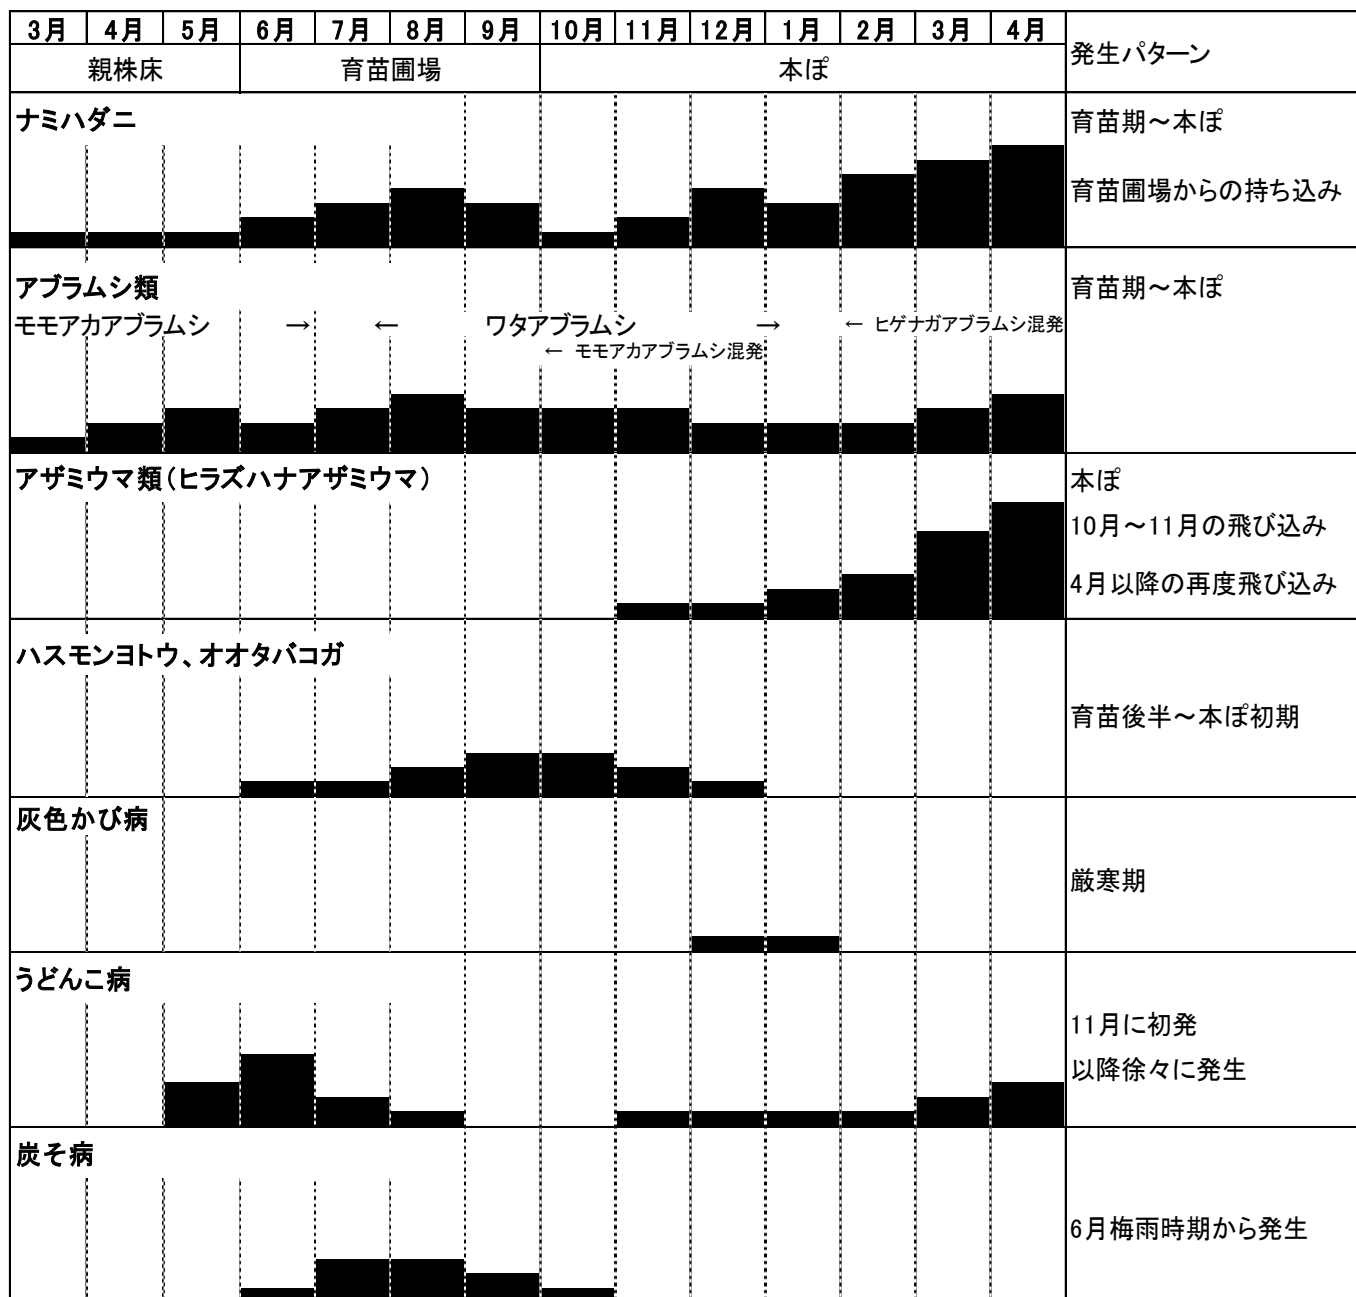 3月 4月 5月 6月 7月 8月 9月 10月 11月 12月 1月 2月 3月 4月 発生パターン
親株床 育苗圃場 本ぽ
ナミハダニ 育苗期～本ぽ
育苗圃場からの持ち込み
アブラムシ類 育苗期～本ぽ
モモアカアブラムシ → ← ワタアブラムシ → ← ヒゲナガアブラムシ混発
← モモアカアブラムシ混発
アザミウマ類（ヒラズハナアザミウマ） 本ぽ
10月～11月の飛び込み
4月以降の再度飛び込み
ハスモンヨトウ、オオタバコガ
育苗後半～本ぽ初期
灰色かび病
厳寒期
うどんこ病
11月に初発
以降徐々に発生
炭そ病
6月梅雨時期から発生